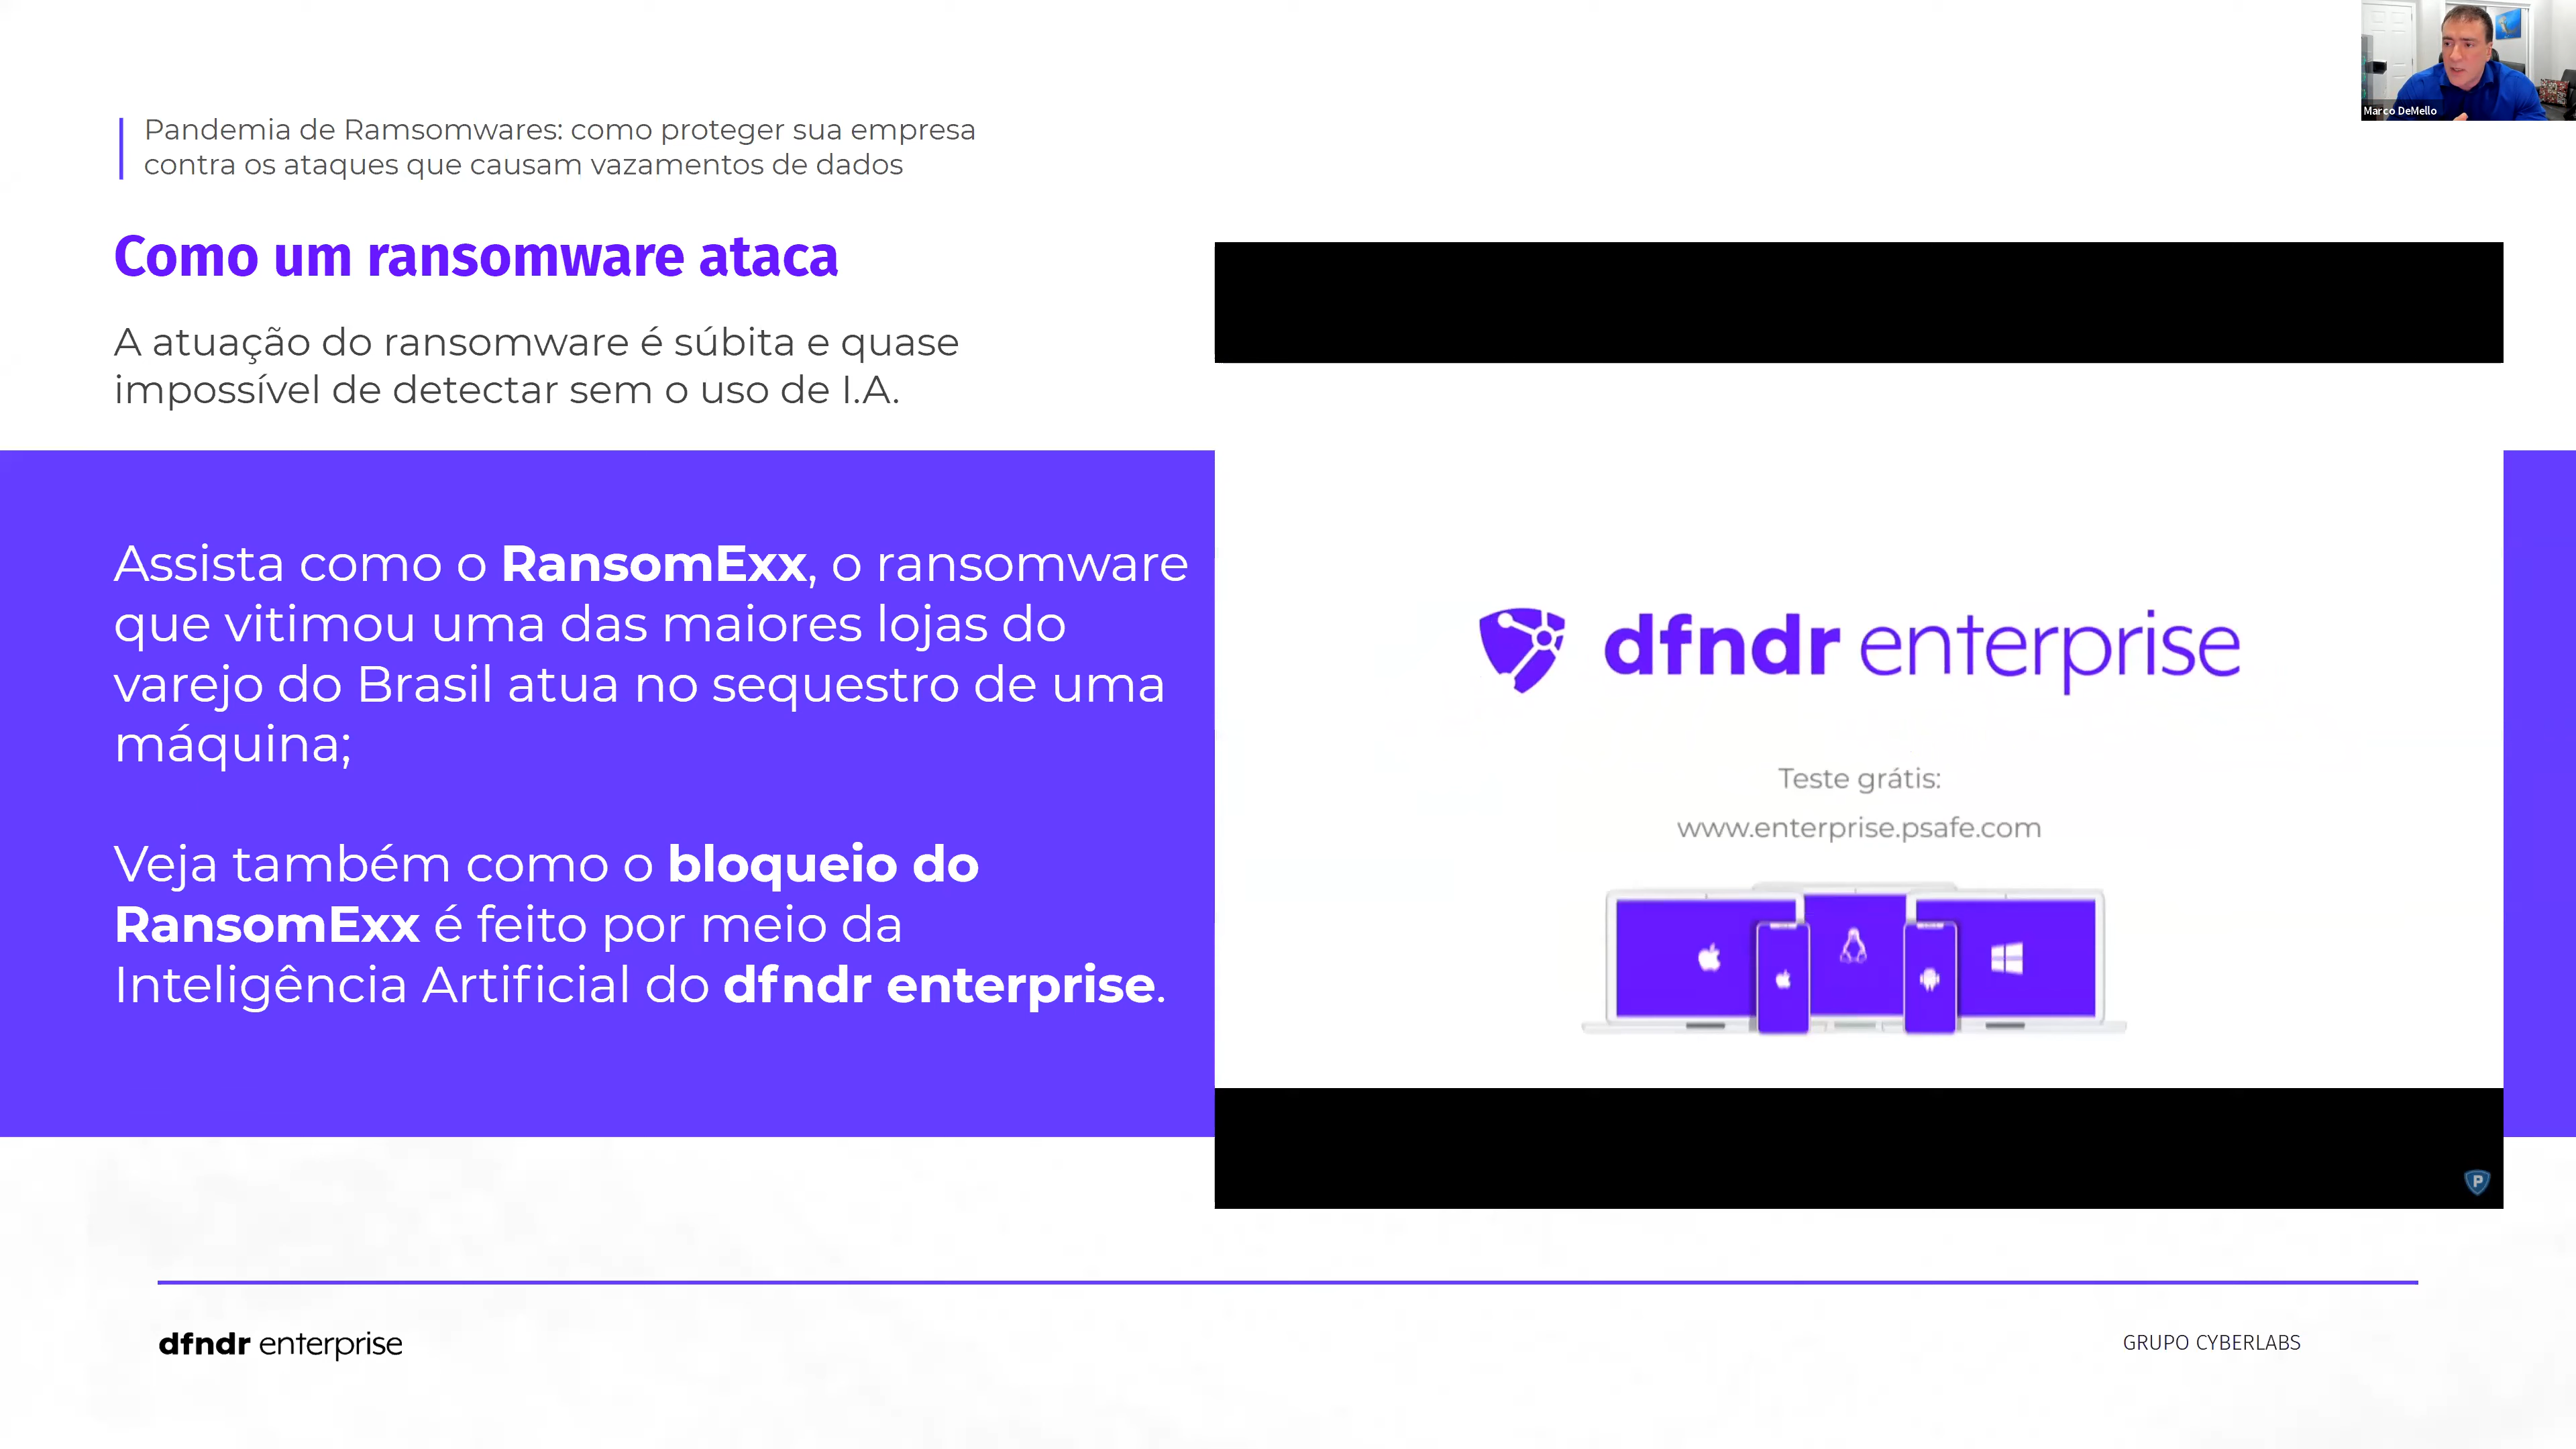 Marco DeMello
Pandemia de Ramsomwares: como proteger sua empresa
contra os ataques que causam vazamentos de dados
Como um ransomware ataca
A atuação do ransomware é súbita e quase
impossível de detectar sem o uso de I.A.
Assista como o RansomExx, o ransomware
que vitimou uma das maiores lojas do
varejo do Brasil atua no sequestro de uma
máquina;
Veja também como o bloqueio do
RansomExx é feito por meio da
Inteligência Artificial do dfndr enterprise.
dfndr enterprise
Teste grátis:
www.enterprise.psafe.com
P
dfndr enterprise
GRUPO CYBERLABS